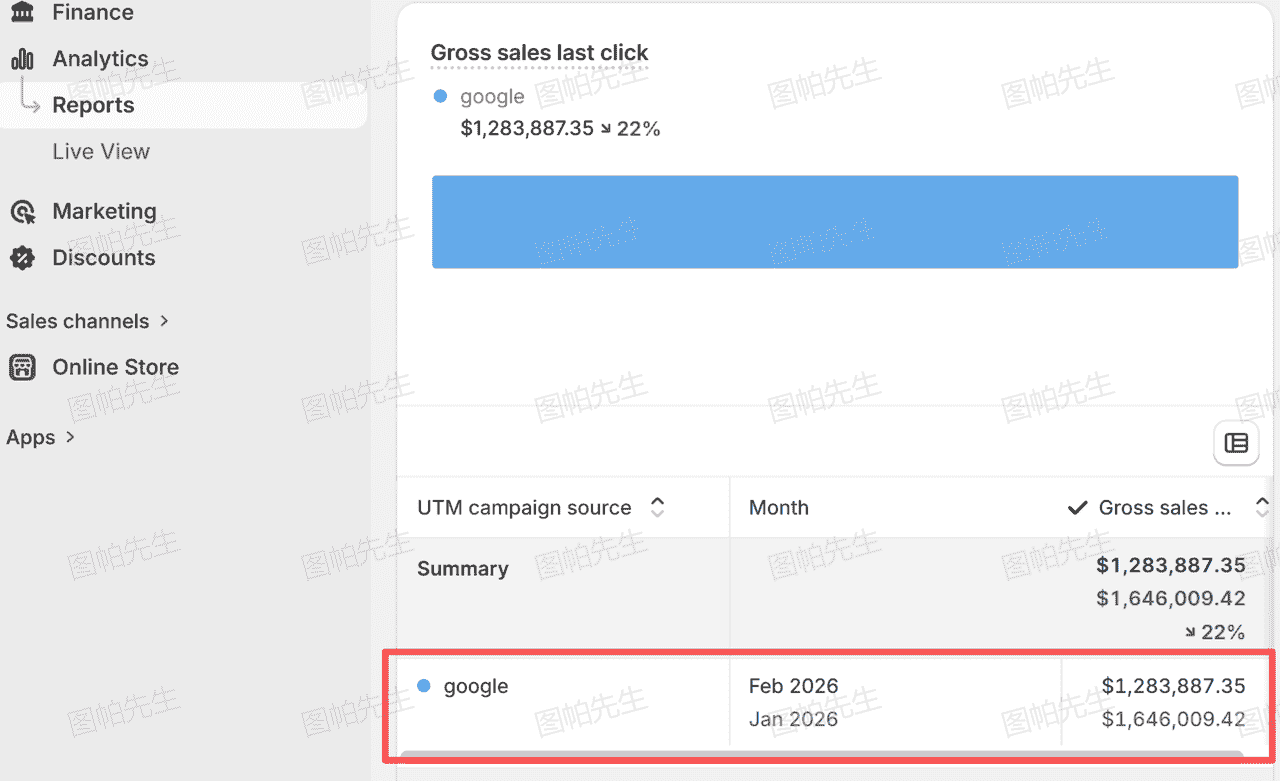 Finance
Analytics
Reports
Live View
Marketing
Discounts
Sales channels
Online Store
Apps
Gross sales last click
google
$1,283,887.35 ↘ 22%
UTM campaign source Month ✓ Gross sales ...
Summary
$1,283,887.35
$1,646,009.42
↘ 22%
google Feb 2026 $1,283,887.35
Jan 2026 $1,646,009.42
图帕先生